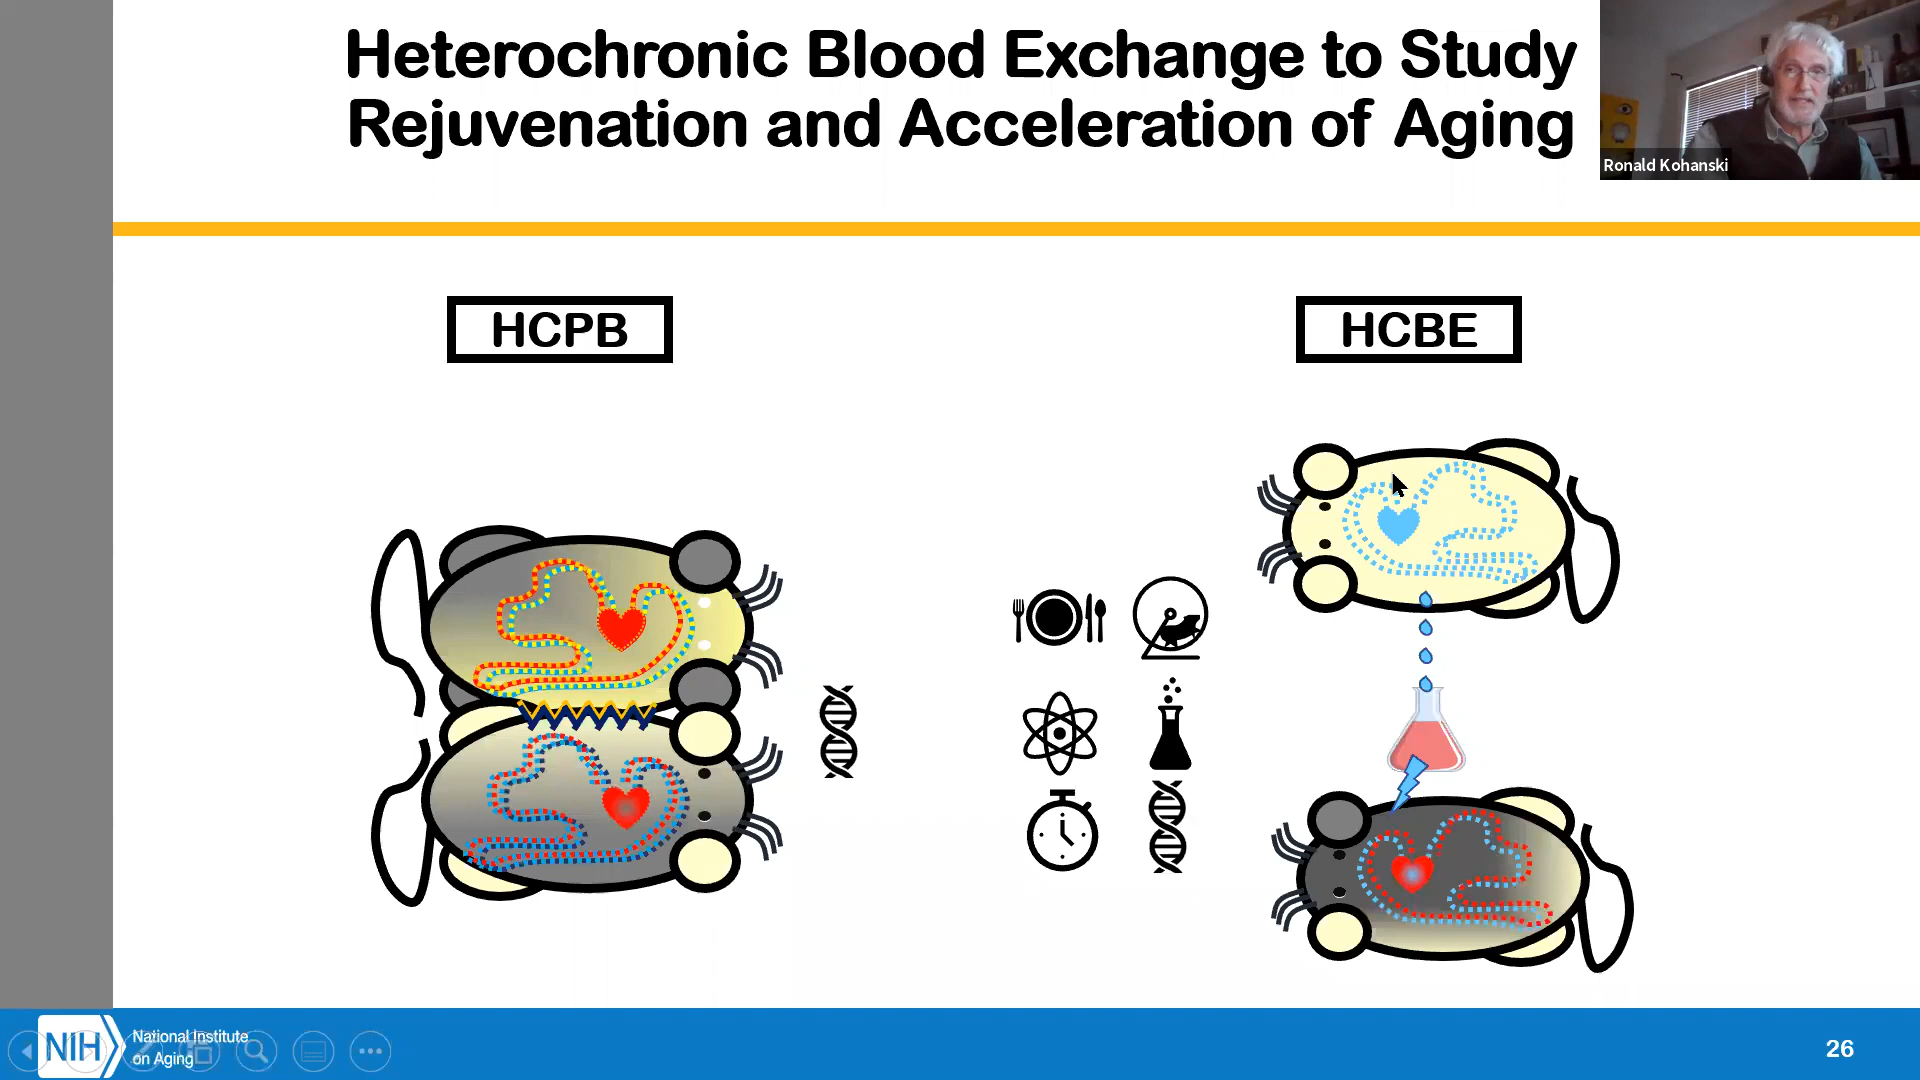 Heterochronic Blood Exchange to Study
Rejuvenation and Acceleration of Aging
Ronald Kohanski
HCPB
HCBE
NIH
National Institute
on Aging
26